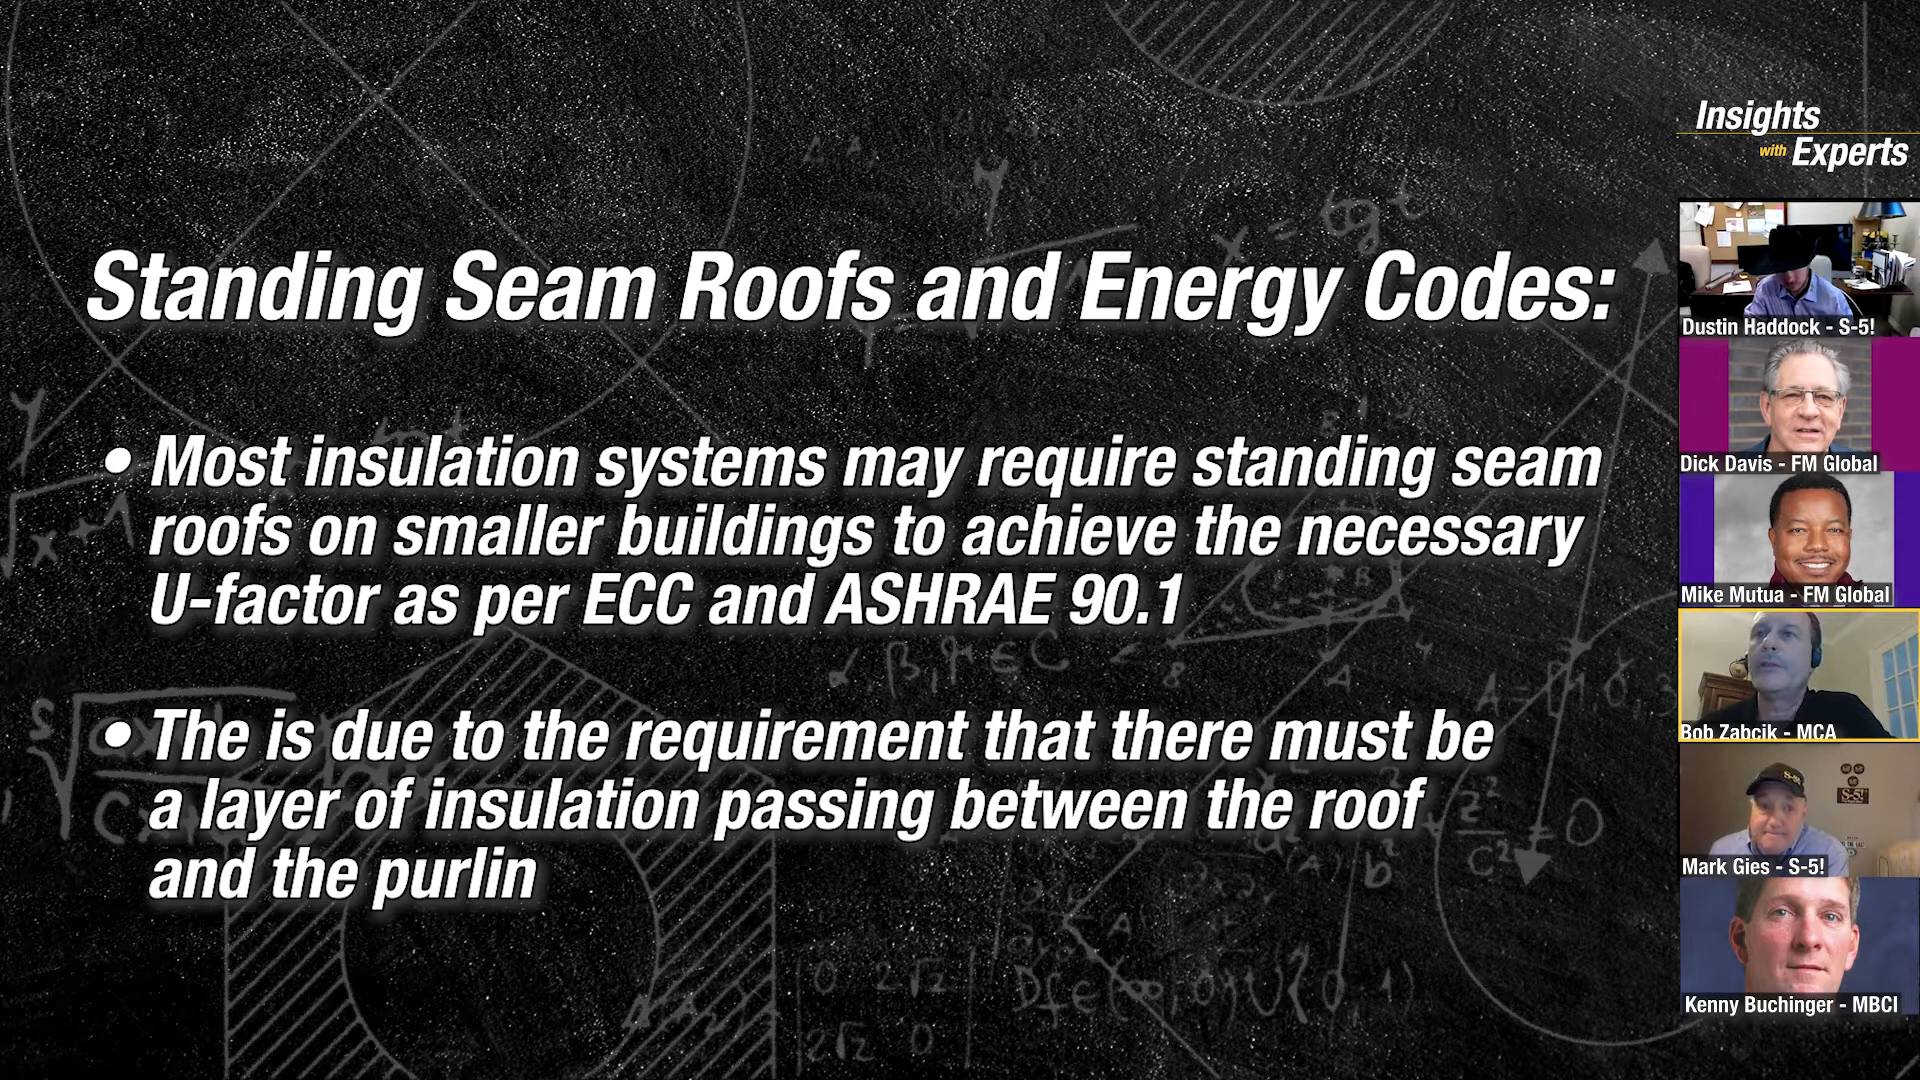 Insights
with Experts
Standing Seam Roofs and Energy Codes:
• Most insulation systems may require standing seam
roofs on smaller buildings to achieve the necessary
U-factor as per ECC and ASHRAE 90.1
• The is due to the requirement that there must be
a layer of insulation passing between the roof
and the purlin
Dustin Haddock - S-5!
Dick Davis - FM Global
Mike Mutua - FM Global
Bob Zabcik - MCA
Mark Gies - S-5!
Kenny Buchinger - MBCI